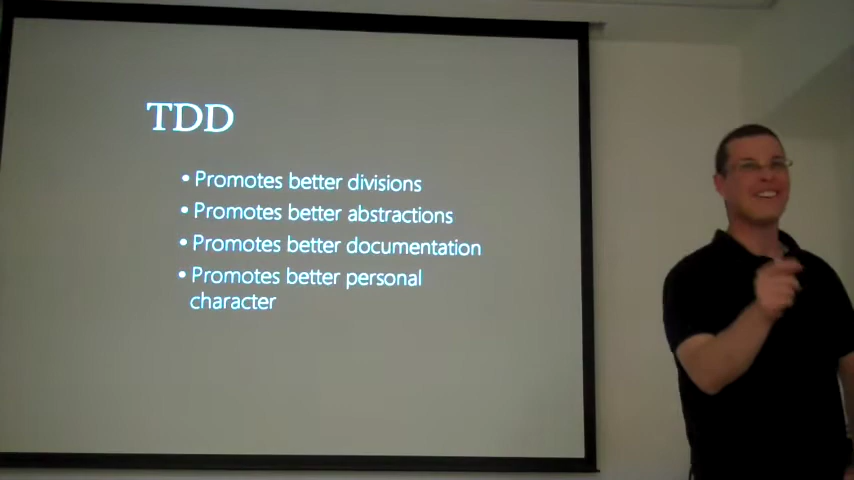 TDD
• Promotes better divisions
• Promotes better abstractions
• Promotes better documentation
• Promotes better personal
character